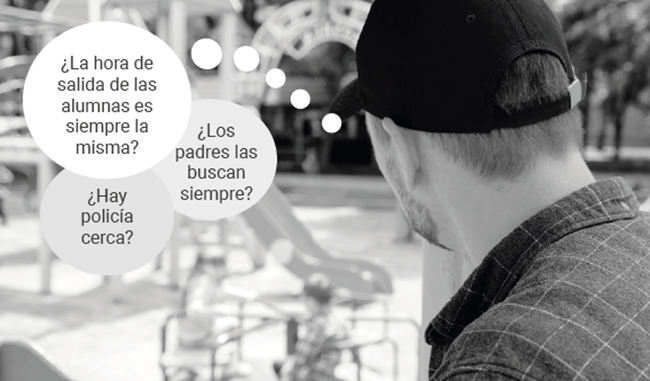 ¿La hora de
salida de las
alumnas es
siempre la
misma?
¿Los
padres las
buscan
siempre?
¿Hay
policía
cerca?